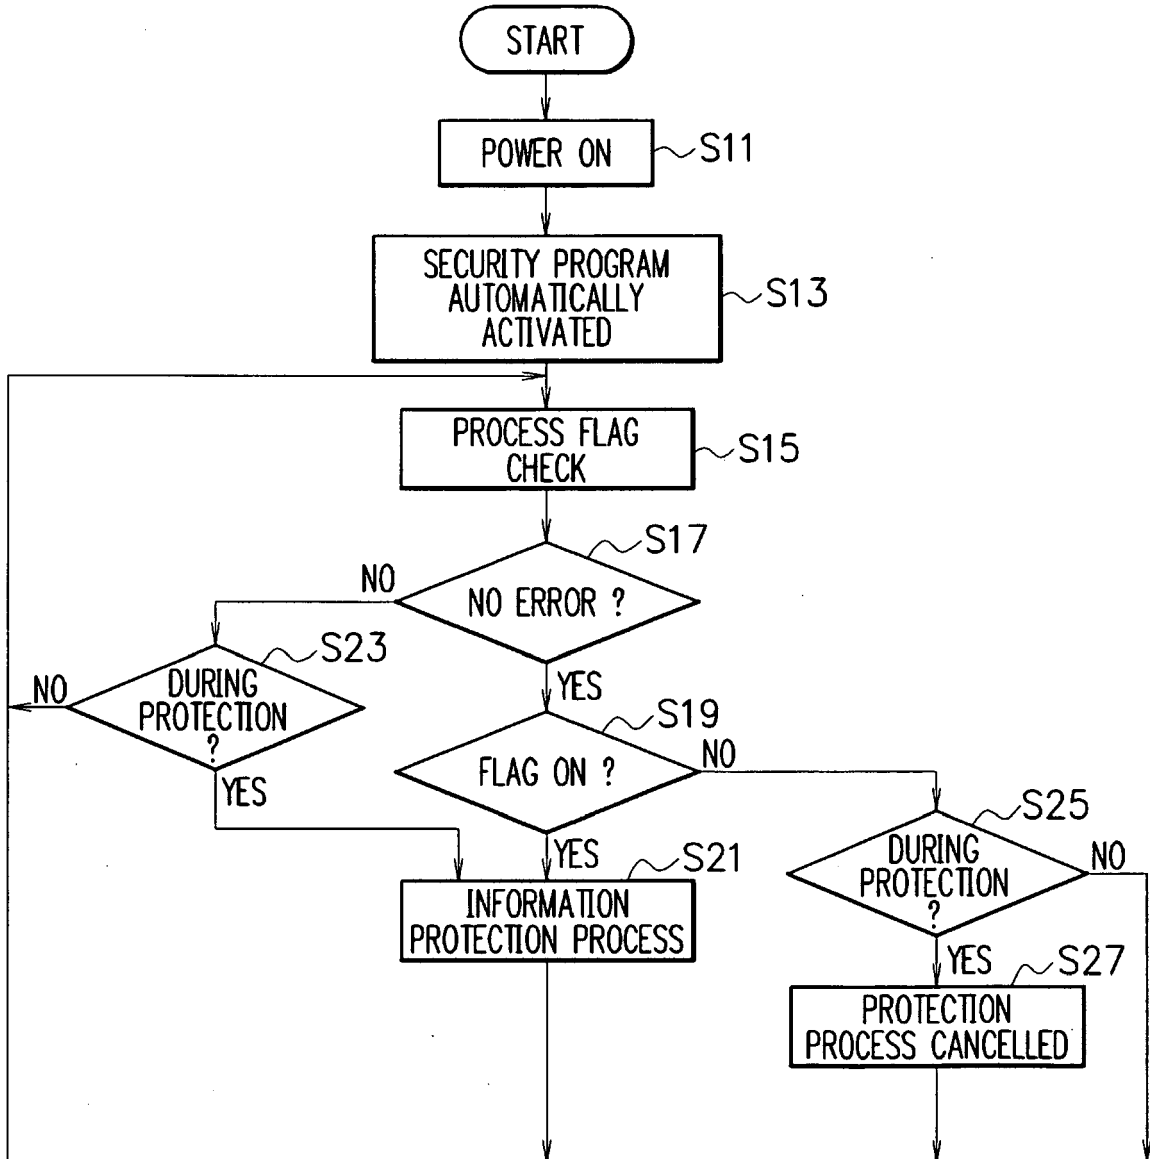 START
POWER ON
S11
SECURITY PROGRAM
AUTOMATICALLY
ACTIVATED
S13
PROCESS FLAG
CHECK
S15
S17
NO
NO ERROR ?
S23
NO
DURING
PROTECTION
?
YES
YES
S19
FLAG ON ?
NO
S25
DURING
PROTECTION
?
NO
YES
S21
INFORMATION
PROTECTION PROCESS
YES
S27
PROTECTION
PROCESS CANCELLED